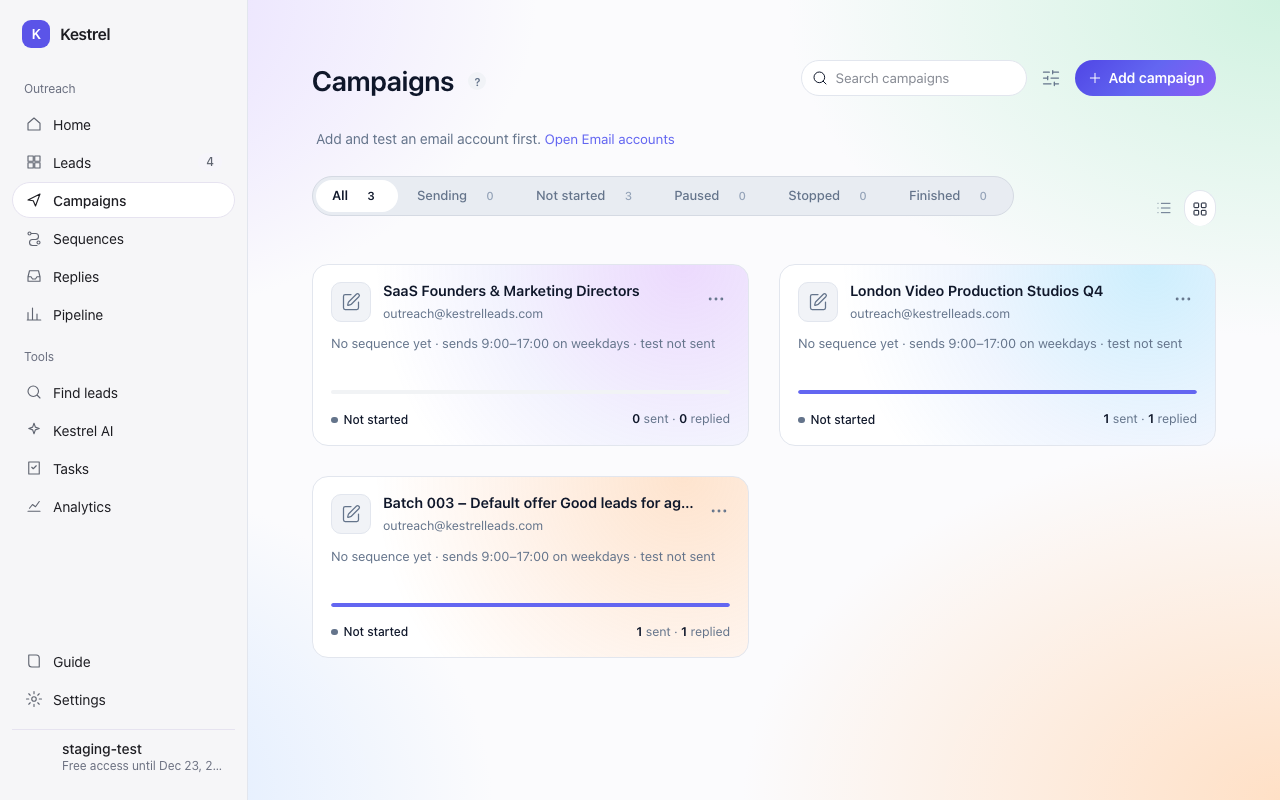 K Kestrel
Outreach
Home
Leads 4
Campaigns
Sequences
Replies
Pipeline
Tools
Find leads
Kestrel AI
Tasks
Analytics
Guide
Settings
staging-test
Free access until Dec 23, 2...
Campaigns ?
Search campaigns
Add campaign
Add and test an email account first. Open Email accounts
All 3 Sending 0 Not started 3 Paused 0 Stopped 0 Finished 0
SaaS Founders & Marketing Directors
outreach@kestrelleads.com
No sequence yet · sends 9:00–17:00 on weekdays · test not sent
Not started 0 sent · 0 replied
London Video Production Studios Q4
outreach@kestrelleads.com
No sequence yet · sends 9:00–17:00 on weekdays · test not sent
Not started 1 sent · 1 replied
Batch 003 – Default offer Good leads for ag...
outreach@kestrelleads.com
No sequence yet · sends 9:00–17:00 on weekdays · test not sent
Not started 1 sent · 1 replied